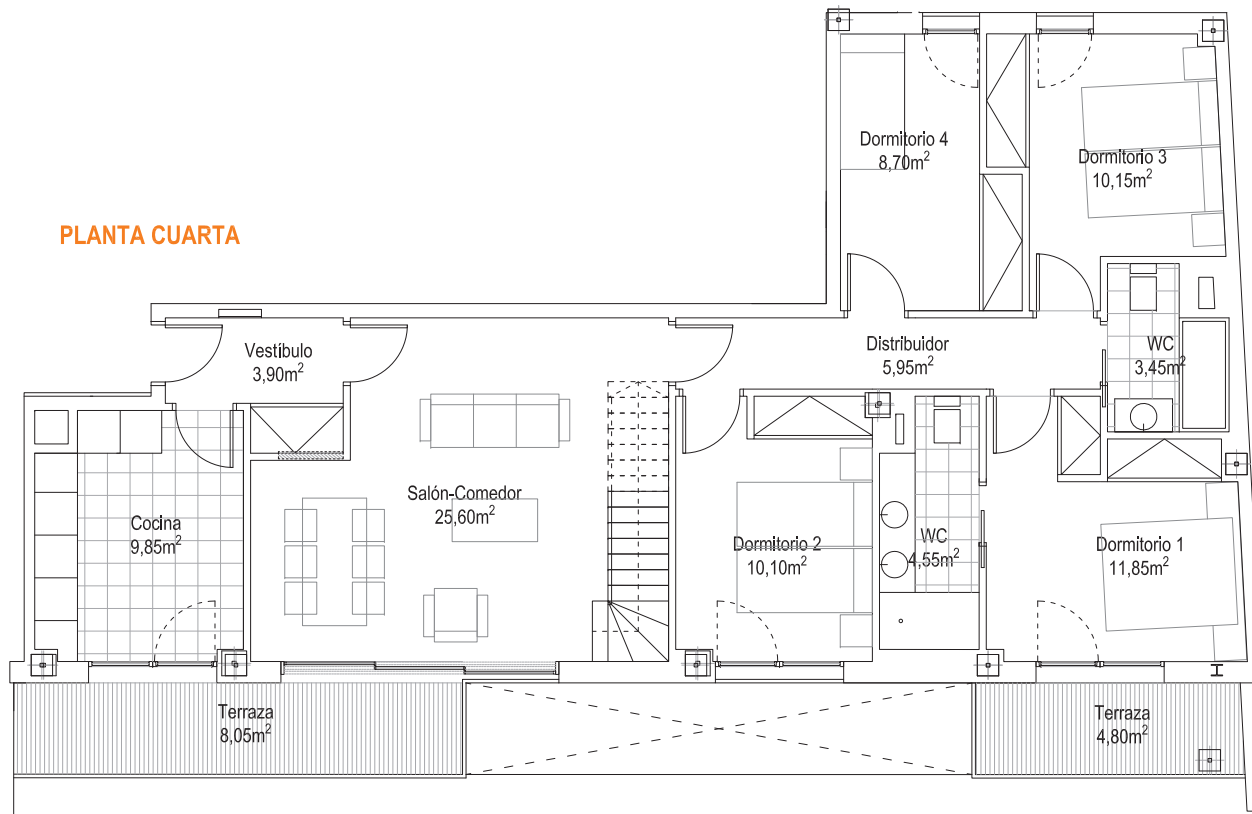 Dormitorio 4
8,70m²
Dormitorio 3
10,15m²
PLANTA CUARTA
Vestíbulo
3,90m²
Distribuidor
5,95m²
WC
3,45m²
Salón-Comedor
25,60m²
Cocina
9,85m²
Dormitorio 2
10,10m²
WC
4,55m²
Dormitorio 1
11,85m²
Terraza
8,05m²
Terraza
4,80m²